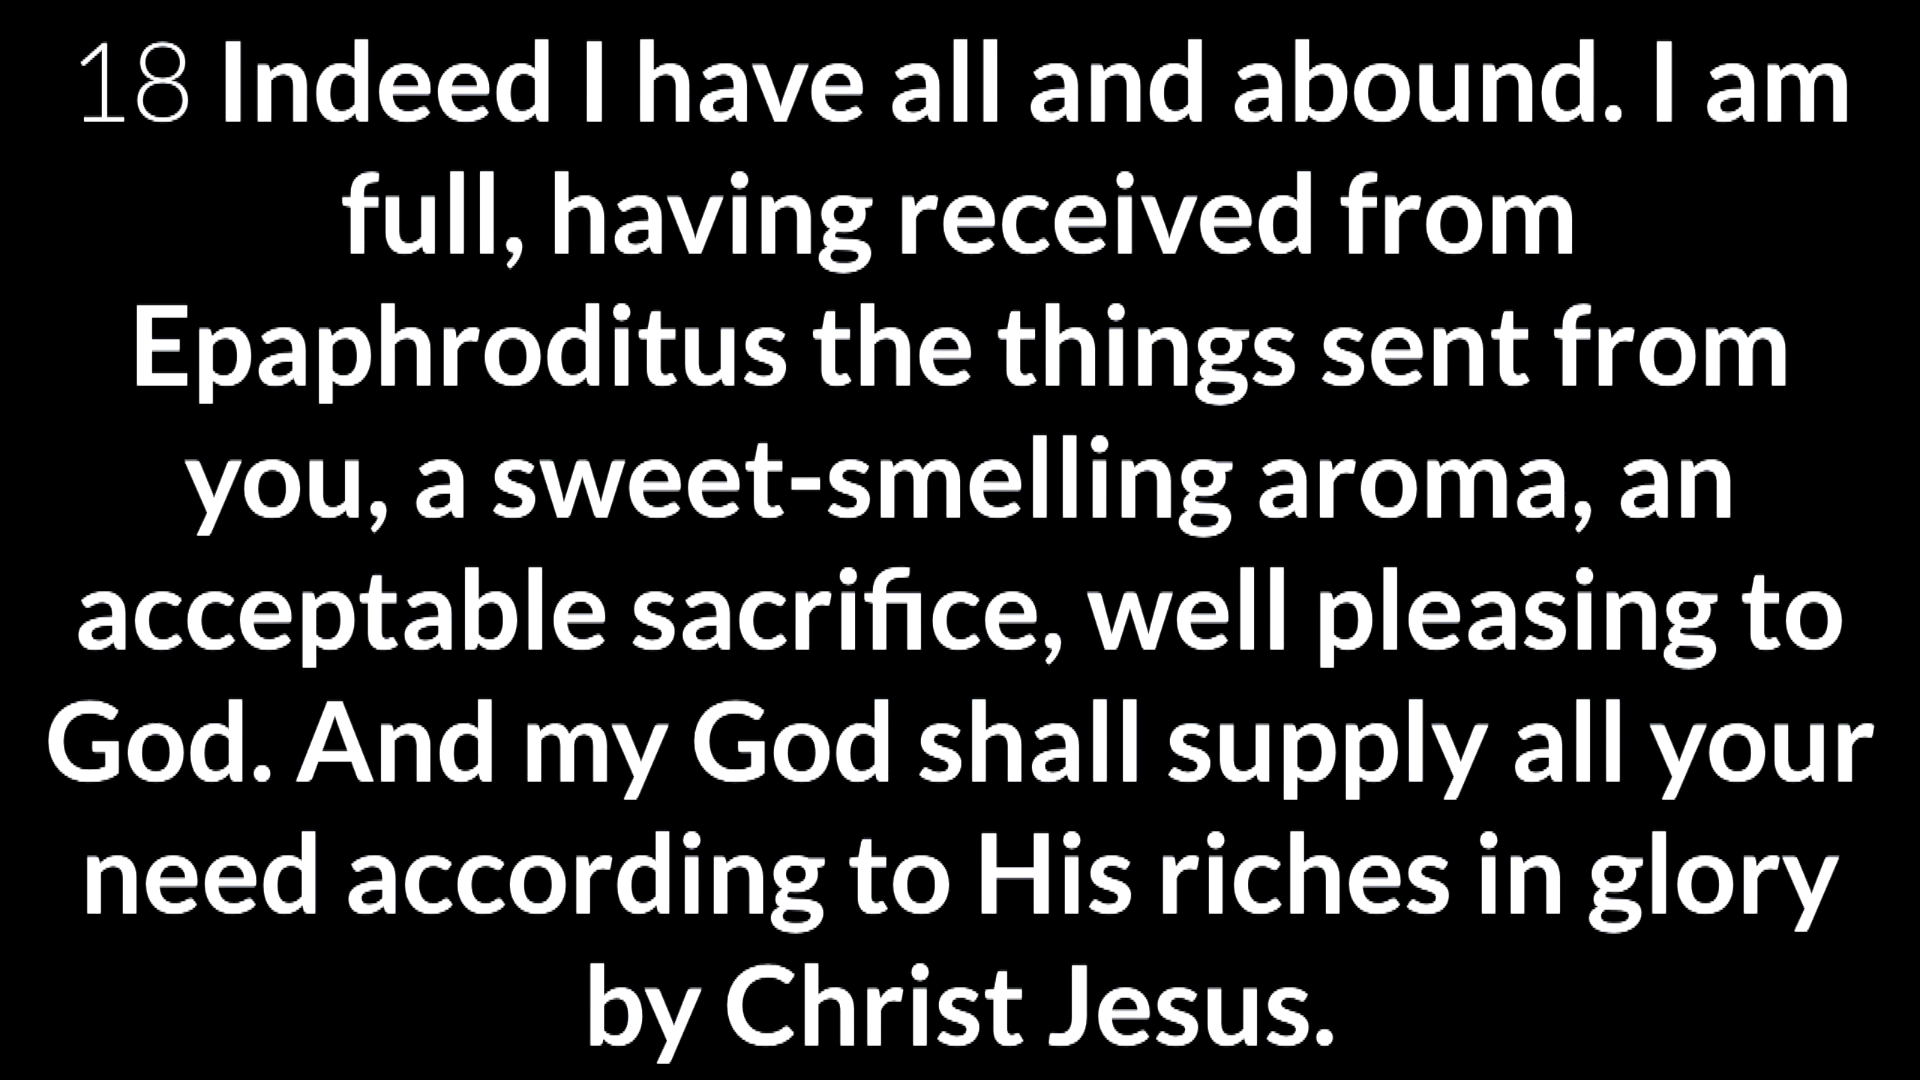 18 Indeed I have all and abound. I am
full, having received from
Epaphroditus the things sent from
you, a sweet-smelling aroma, an
acceptable sacrifice, well pleasing to
God. And my God shall supply all your
need according to His riches in glory
by Christ Jesus.